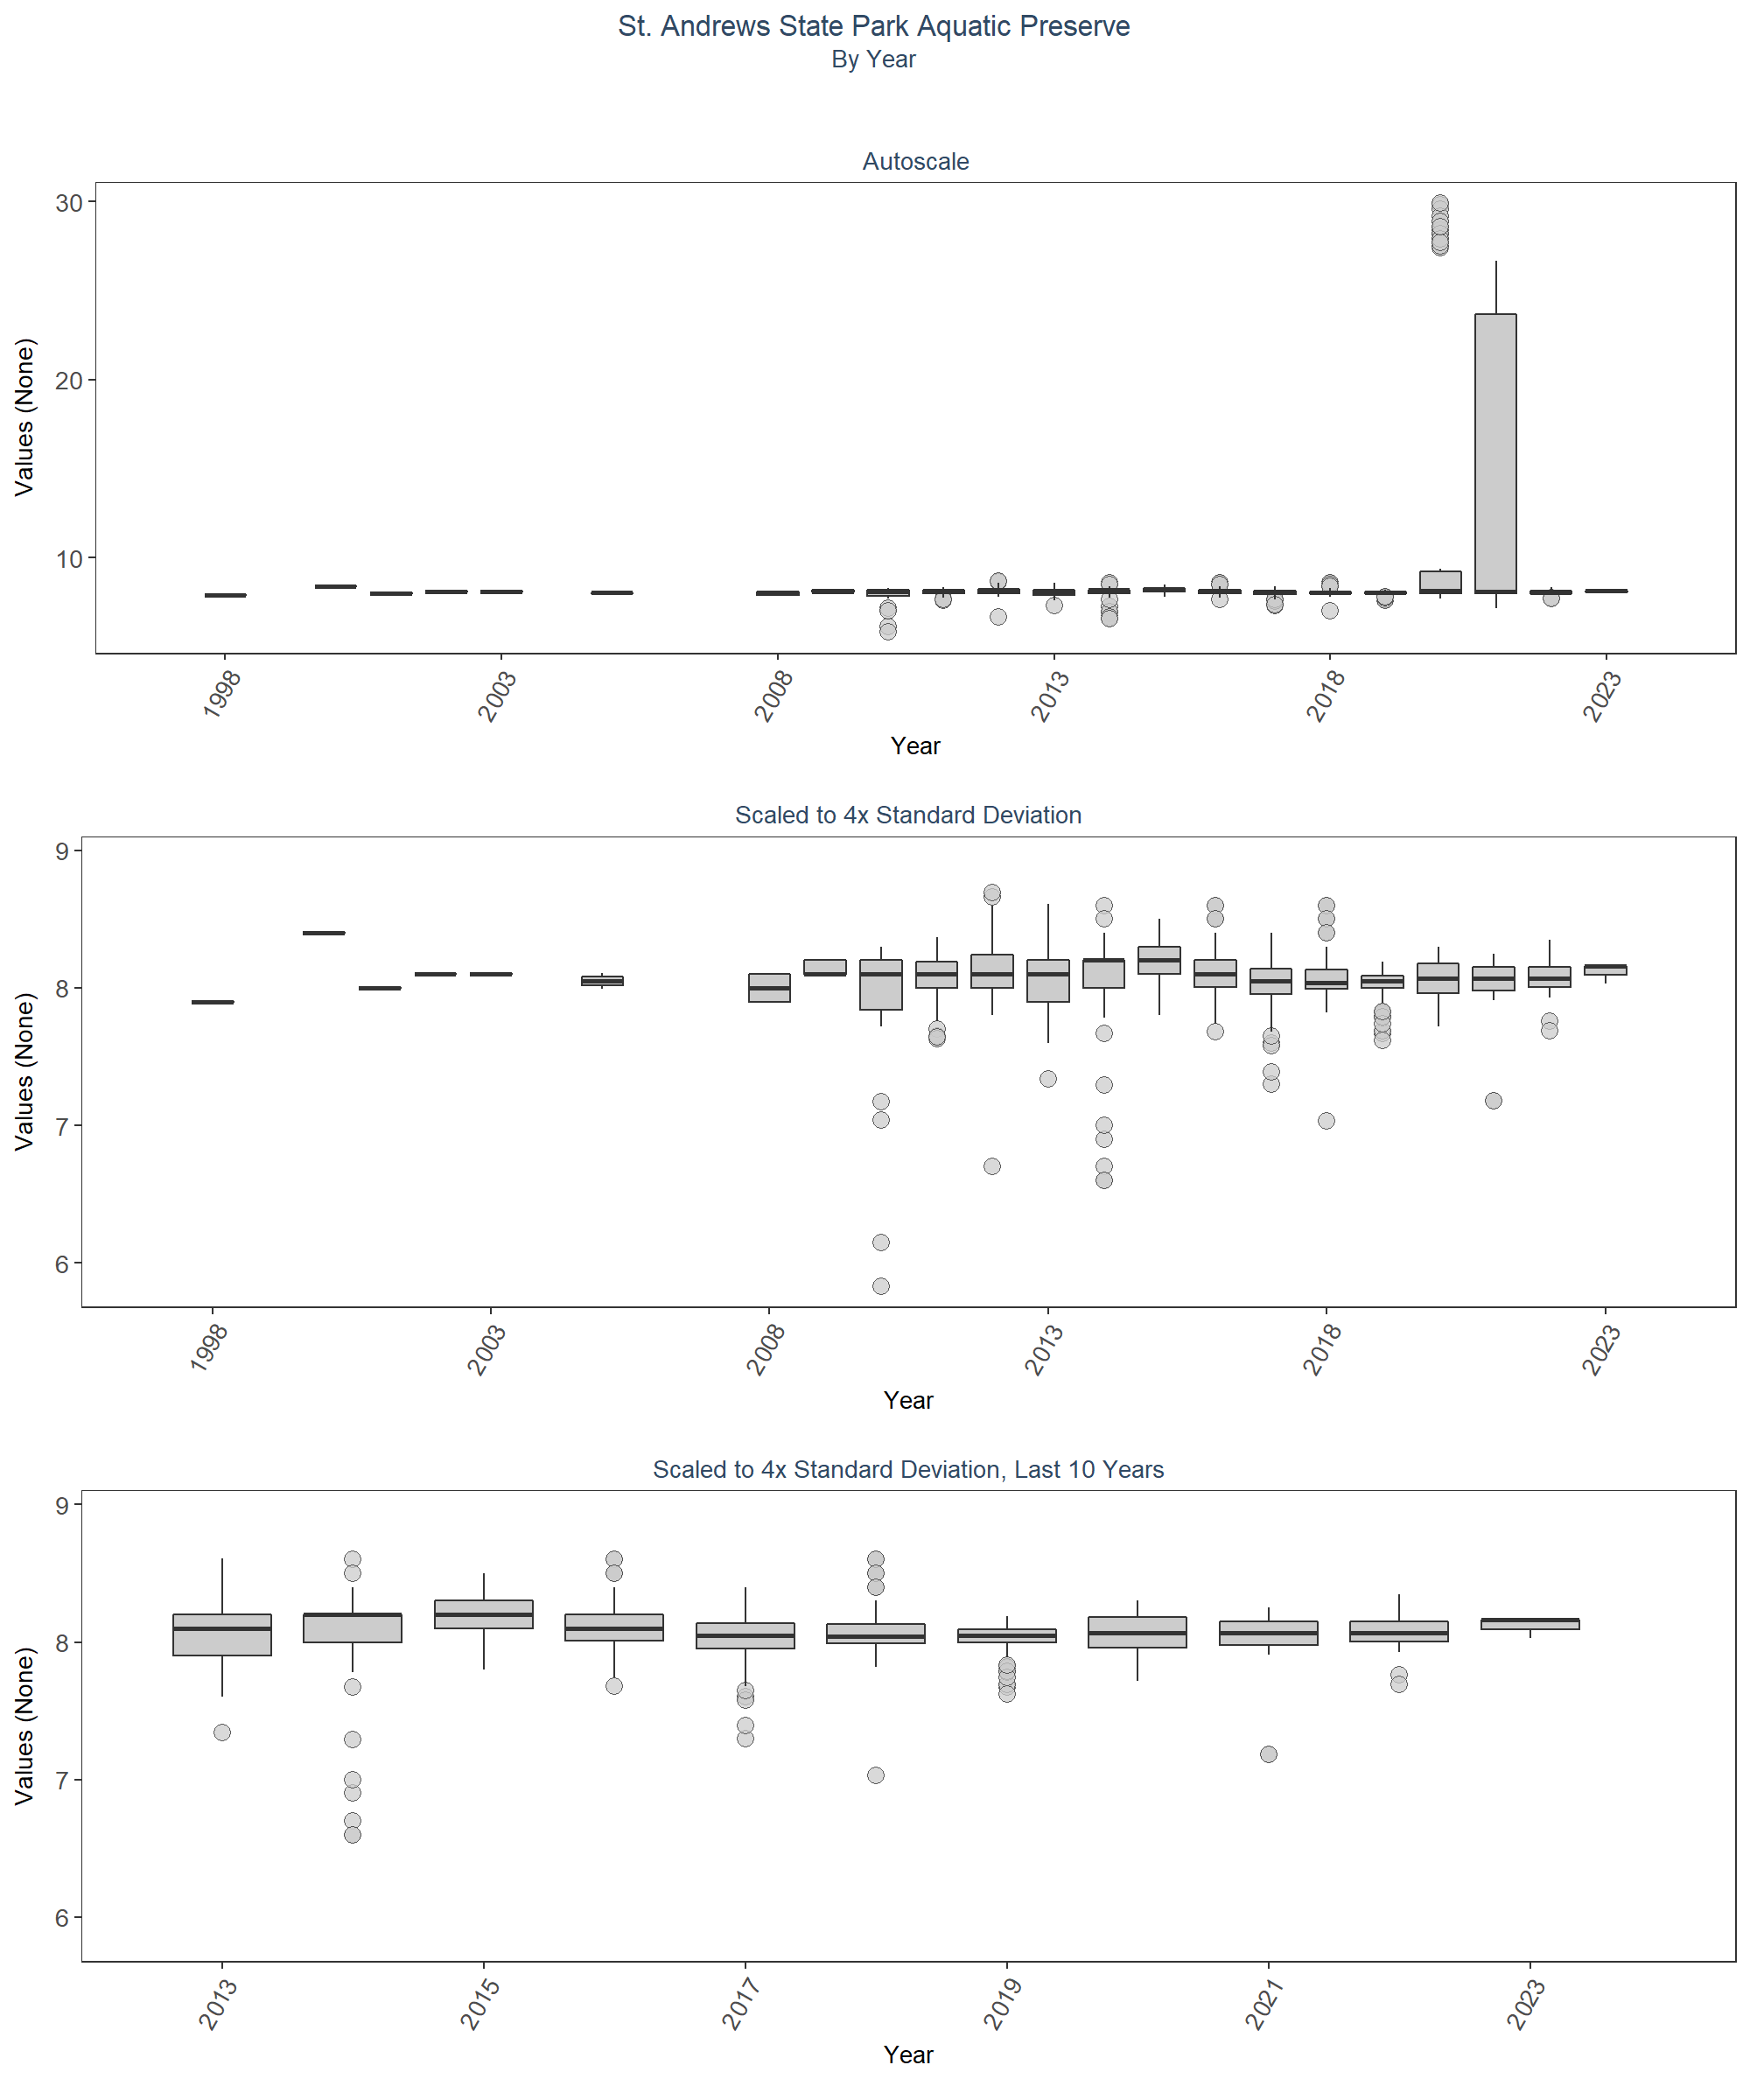 St. Andrews State Park Aquatic Preserve
By Year
Autoscale
Values (None)
30
20
10
1998
2003
2008
2013
2018
2023
Year
Scaled to 4x Standard Deviation
Values (None)
9
8
7
6
1998
2003
2008
2013
2018
2023
Year
Scaled to 4x Standard Deviation, Last 10 Years
Values (None)
9
8
7
6
2013
2015
2017
2019
2021
2023
Year